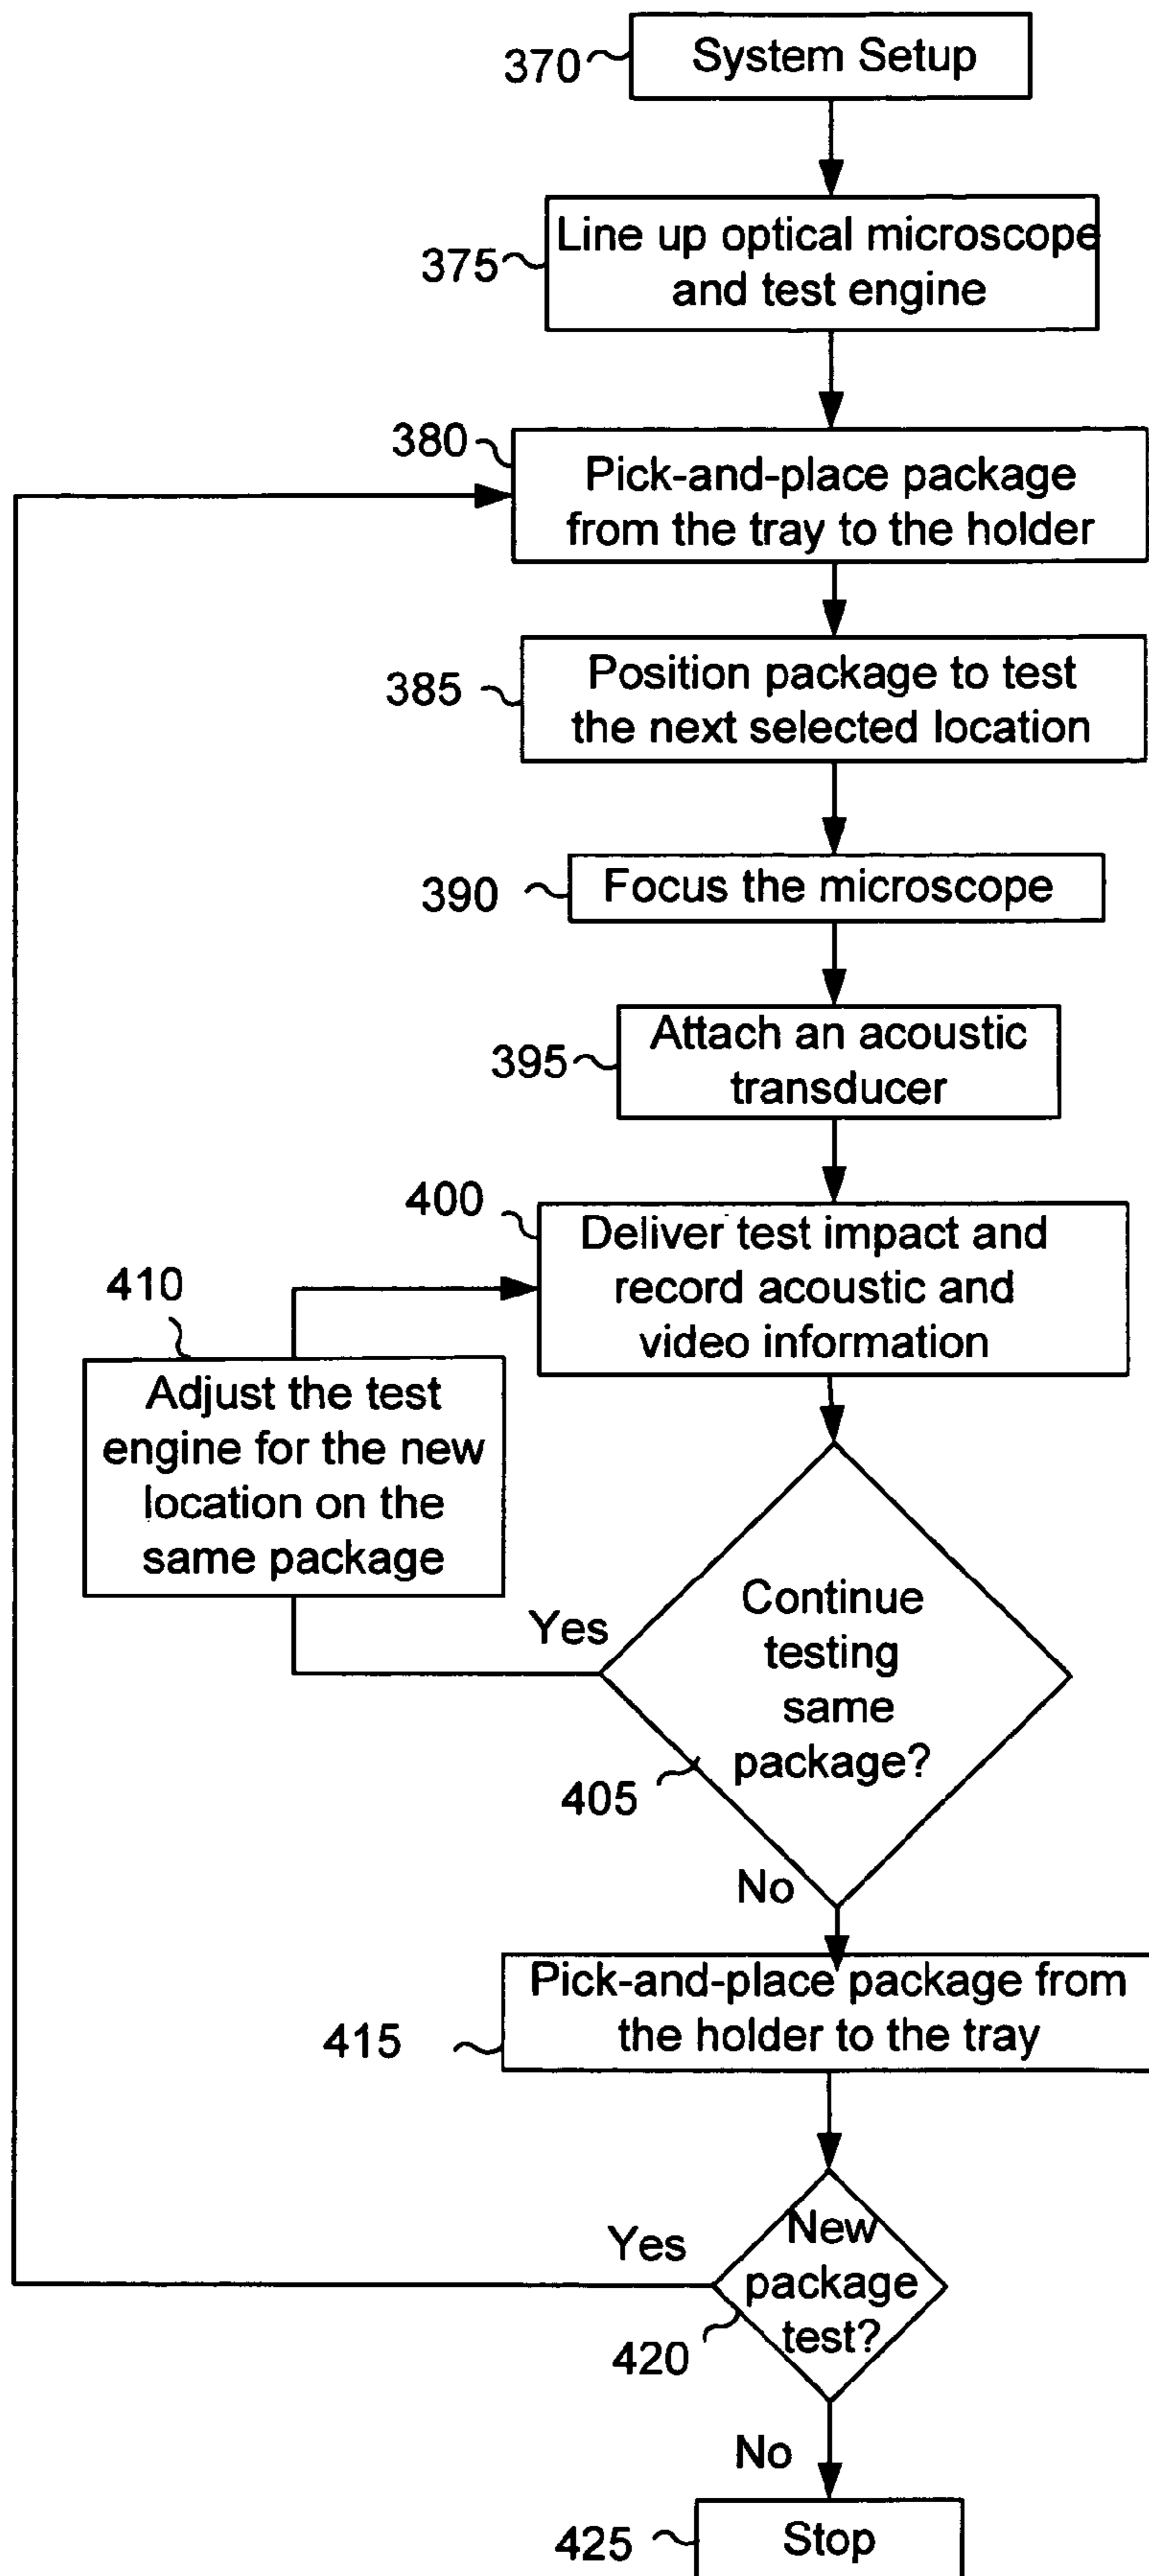 370
System Setup
375
Line up optical microscope
and test engine
380
Pick-and-place package
from the tray to the holder
385
Position package to test
the next selected location
390
Focus the microscope
395
Attach an acoustic
transducer
400
Deliver test impact and
record acoustic and
video information
410
Adjust the test
engine for the new
location on the
same package
Yes
Continue
testing
same
package?
405
No
Pick-and-place package from
the holder to the tray
415
Yes
New
package
test?
420
No
425
Stop